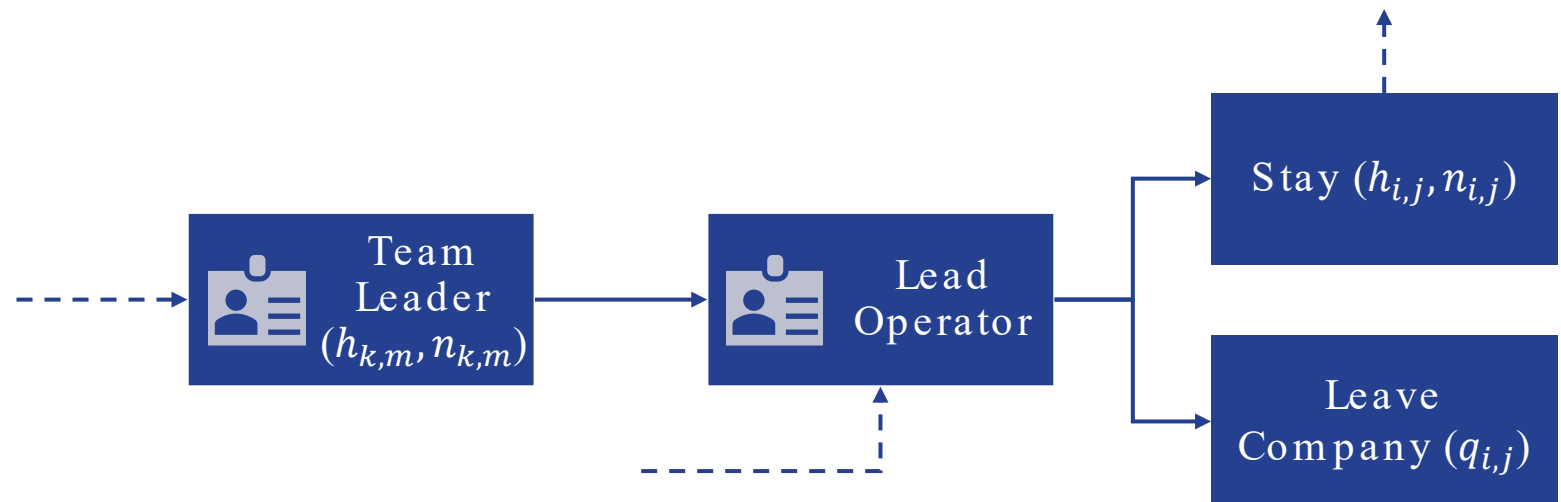 Team
Leader
(h_{k,m}, n_{k,m})
Lead
Operator
Stay (h_{i,j}, n_{i,j})
Leave
Company (q_{i,j})